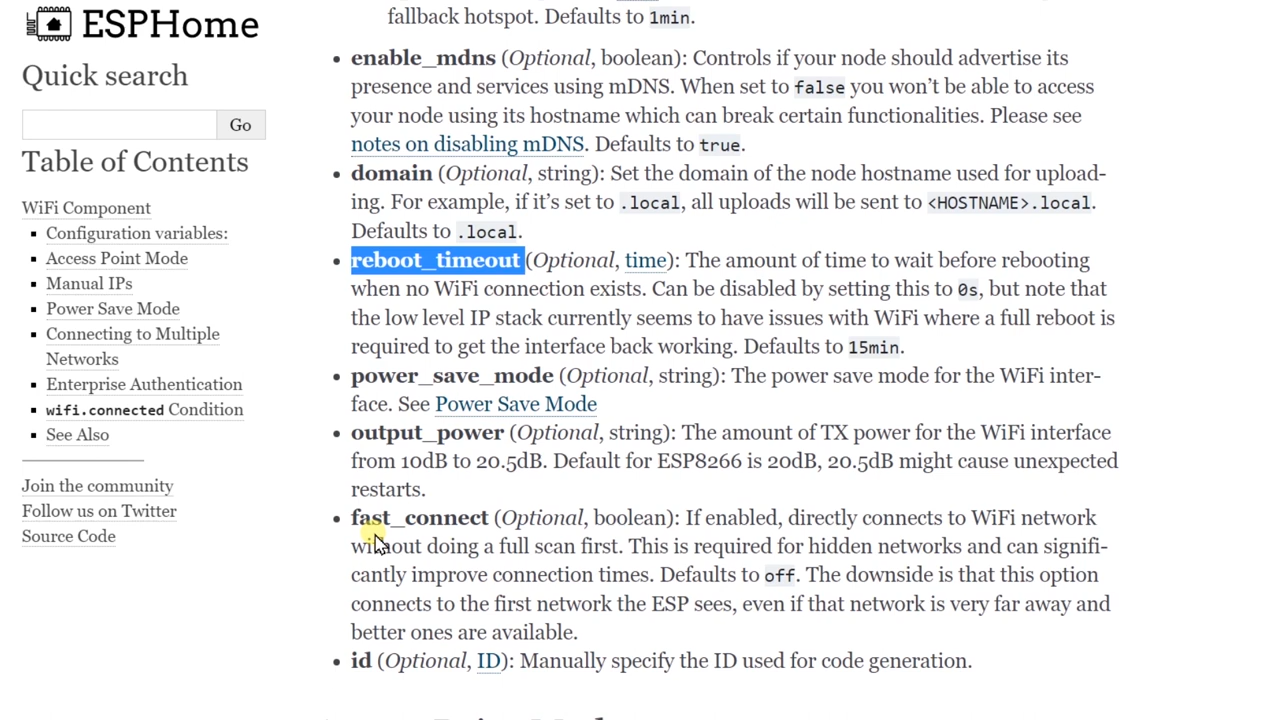 ESPHome
Quick search
Go
Table of Contents
WiFi Component
Configuration variables:
Access Point Mode
Manual IPs
Power Save Mode
Connecting to Multiple
Networks
Enterprise Authentication
wifi.connected Condition
See Also
Join the community
Follow us on Twitter
Source Code
fallback hotspot. Defaults to 1min.
• enable_mdns (Optional, boolean): Controls if your node should advertise its
presence and services using mDNS. When set to false you won’t be able to access
your node using its hostname which can break certain functionalities. Please see
notes on disabling mDNS. Defaults to true.
• domain (Optional, string): Set the domain of the node hostname used for upload-
ing. For example, if it’s set to .local, all uploads will be sent to <HOSTNAME>.local.
Defaults to .local.
• reboot_timeout (Optional, time): The amount of time to wait before rebooting
when no WiFi connection exists. Can be disabled by setting this to 0s, but note that
the low level IP stack currently seems to have issues with WiFi where a full reboot is
required to get the interface back working. Defaults to 15min.
• power_save_mode (Optional, string): The power save mode for the WiFi inter-
face. See Power Save Mode
• output_power (Optional, string): The amount of TX power for the WiFi interface
from 10dB to 20.5dB. Default for ESP8266 is 20dB, 20.5dB might cause unexpected
restarts.
• fast_connect (Optional, boolean): If enabled, directly connects to WiFi network
without doing a full scan first. This is required for hidden networks and can signifi-
cantly improve connection times. Defaults to off. The downside is that this option
connects to the first network the ESP sees, even if that network is very far away and
better ones are available.
• id (Optional, ID): Manually specify the ID used for code generation.